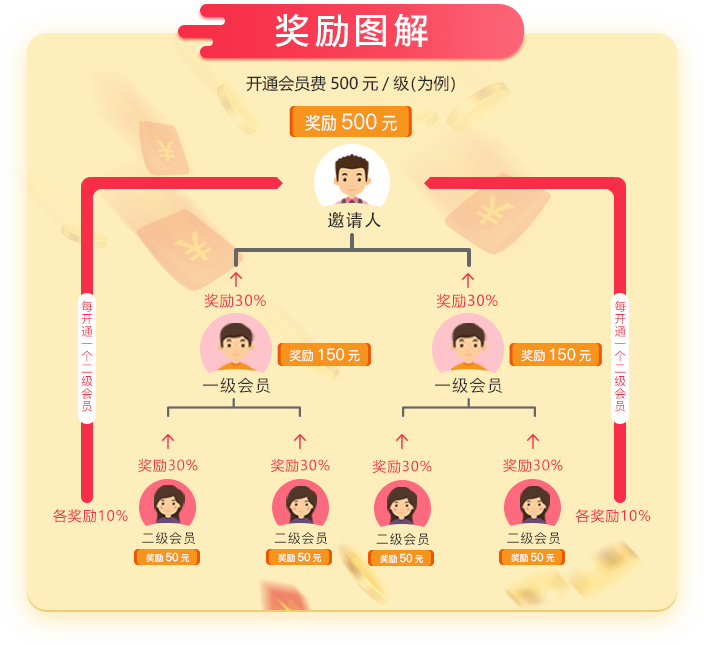 奖励图解
开通会员费 500 元 / 级(为例)
奖励 500 元
邀请人
奖励30%
奖励30%
每开通一个二级会员
每开通一个二级会员
奖励 150 元
奖励 150 元
一级会员
一级会员
奖励30%
奖励30%
奖励30%
奖励30%
各奖励10%
各奖励10%
二级会员
二级会员
二级会员
二级会员
奖励 50 元
奖励 50 元
奖励 50 元
奖励 50 元
¥
¥
¥